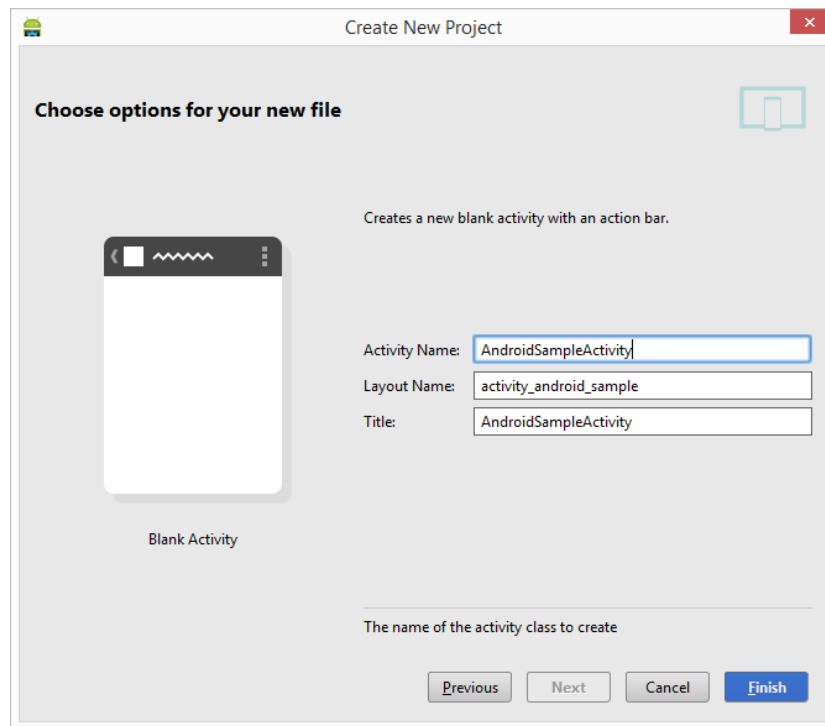 Create New Project
Choose options for your new file
Creates a new blank activity with an action bar.
Activity Name: AndroidSampleActivity
Layout Name: activity_android_sample
Title: AndroidSampleActivity
Blank Activity
The name of the activity class to create
Previous Next Cancel Finish